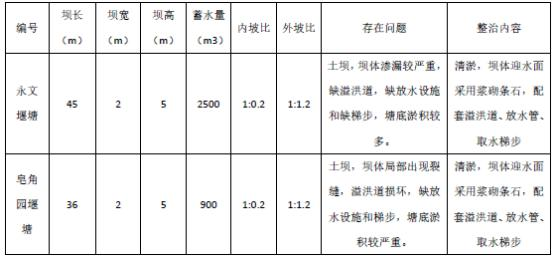 编号 坝长（m） 坝宽（m） 坝高（m） 蓄水量（m3） 内坡比 外坡比 存在问题 整治内容
永文堰塘 45 2 5 2500 1:0.2 1:1.2
土坝，坝体渗漏较严重，
缺溢洪道，缺放水设施
和缺梯步，塘底淤积较
多。
清淤，坝体迎水面
采用浆砌条石，配
套溢洪道、放水管、
取水梯步
皂角园堰塘 36 2 5 900 1:0.2 1:1.2
土坝，坝体局部出现裂
缝，溢洪道损坏，缺放
水设施和梯步，塘底淤
积较严重。
清淤，坝体迎水面
采用浆砌条石，配
套溢洪道、放水管、
取水梯步